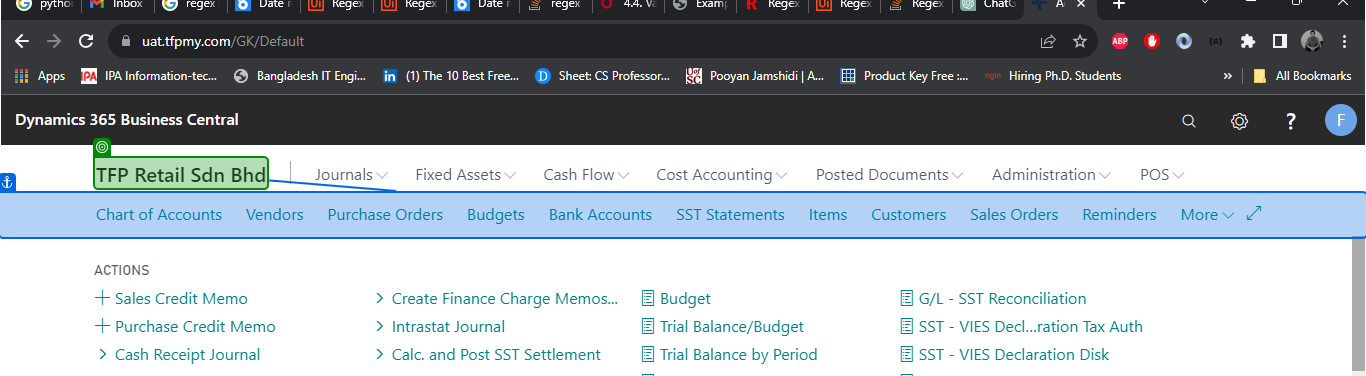 pytho
Inbox
regex
Date r
Regex
Regex
Date r
regex
4.4. Va
Examp
Regex
Regex
Regex
ChatG
uat.tfpmy.com/GK/Default
ABP
Apps
IPA IPA Information-tec...
Bangladesh IT Engi...
in (1) The 10 Best Free...
D Sheet: CS Professor...
Pooyan Jamshidi | A...
Product Key Free :...
ngin Hiring Ph.D. Students
»
All Bookmarks
Dynamics 365 Business Central
? F
TFP Retail Sdn Bhd
Journals
Fixed Assets
Cash Flow
Cost Accounting
Posted Documents
Administration
POS
Chart of Accounts
Vendors
Purchase Orders
Budgets
Bank Accounts
SST Statements
Items
Customers
Sales Orders
Reminders
More
ACTIONS
Sales Credit Memo
Create Finance Charge Memos...
Budget
G/L - SST Reconciliation
Purchase Credit Memo
Intrastat Journal
Trial Balance/Budget
SST - VIES Decl...ration Tax Auth
Cash Receipt Journal
Calc. and Post SST Settlement
Trial Balance by Period
SST - VIES Declaration Disk